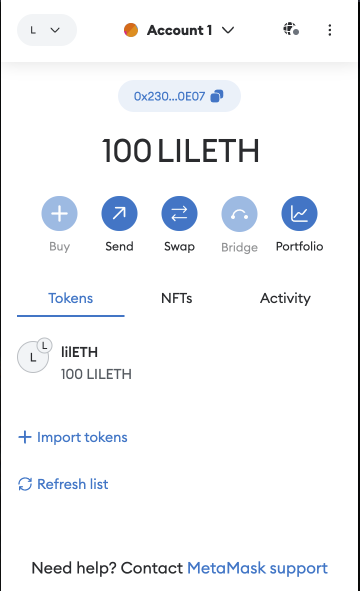 L
Account 1
0x230...0E07
100 LILETH
Buy
Send
Swap
Bridge
Portfolio
Tokens
NFTs
Activity
L
L
lilETH
100 LILETH
Import tokens
Refresh list
Need help? Contact MetaMask support